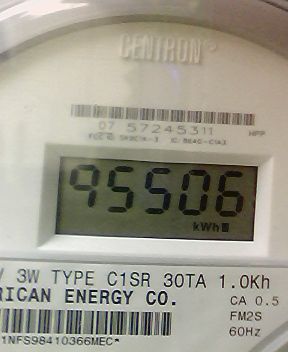 CENTRON®
07 57245311 HPP
95506
kWh
V 3W TYPE C1SR 30TA 1.0Kh
RICAN ENERGY CO. CA 0.5
FM2S
1NFS98410366MEC* 60Hz